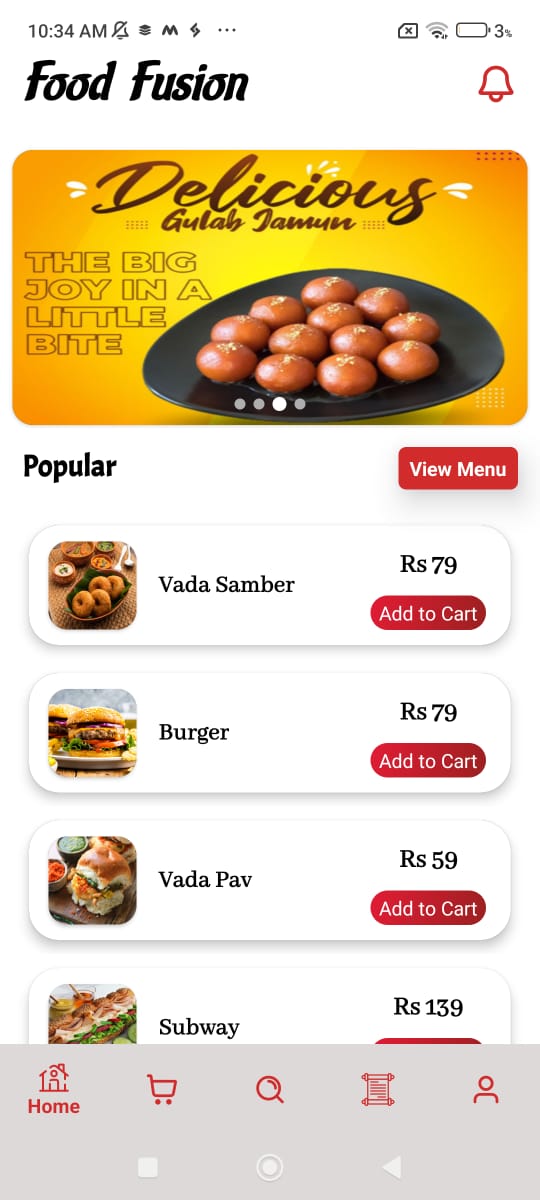 10:34 AM
3%
Food Fusion
Delicious
Gulab Jamun
THE BIG
JOY IN A
LITTLE
BITE
Popular
View Menu
Rs 79
Vada Samber
Add to Cart
Rs 79
Burger
Add to Cart
Rs 59
Vada Pav
Add to Cart
Rs 139
Subway
Home